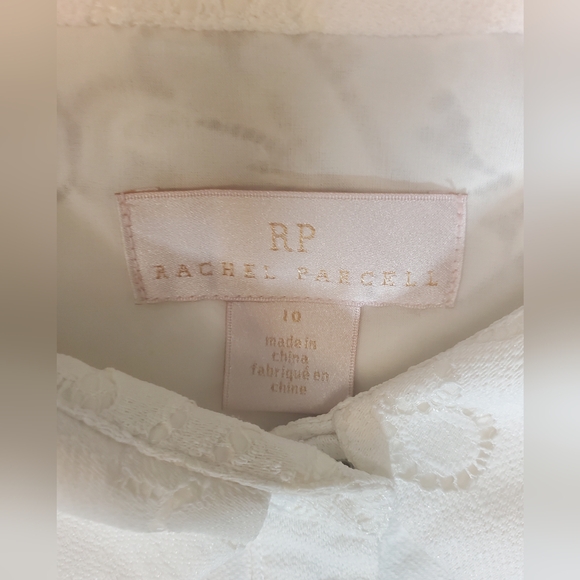 RP
RACHEL PARCELL
10
made in
china
fabriqué en
chine